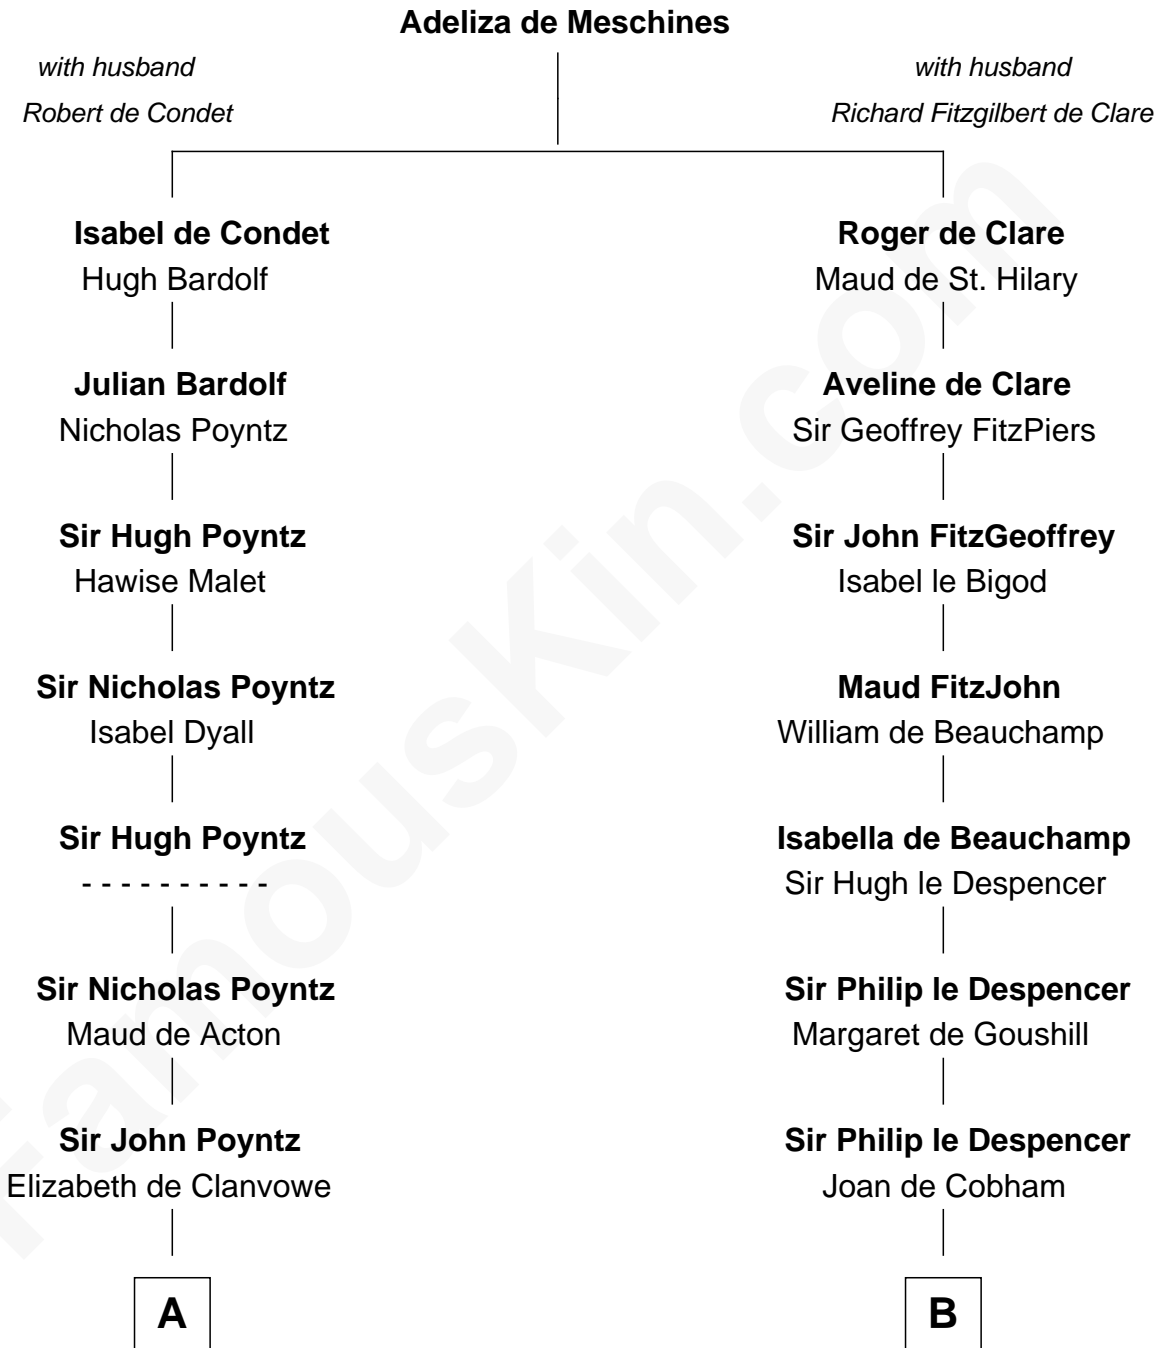 Adeliza de Meschines
with husband
Robert de Condet
with husband
Richard Fitzgilbert de Clare
Isabel de Condet
Hugh Bardolf
Roger de Clare
Maud de St. Hilary
Julian Bardolf
Nicholas Poyntz
Aveline de Clare
Sir Geoffrey FitzPiers
Sir Hugh Poyntz
Hawise Malet
Sir John FitzGeoffrey
Isabel le Bigod
Sir Nicholas Poyntz
Isabel Dyall
Maud FitzJohn
William de Beauchamp
Sir Hugh Poyntz
- - - - - - - - - -
Isabella de Beauchamp
Sir Hugh le Despencer
Sir Nicholas Poyntz
Maud de Acton
Sir Philip le Despencer
Margaret de Goushill
Sir John Poyntz
Elizabeth de Clanvowe
Sir Philip le Despencer
Joan de Cobham
A
B
FamousKin.com